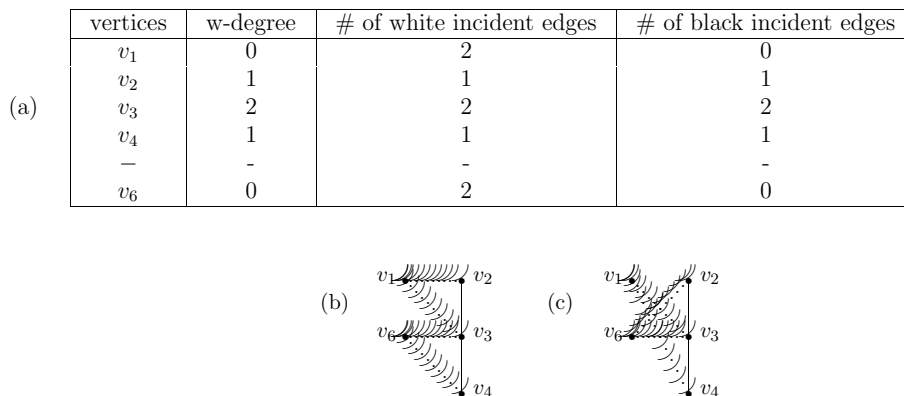 vertices w-degree # of white incident edges # of black incident edges
v₁ 0 2 0
v₂ 1 1 1
(a) v₃ 2 2 2
v₄ 1 1 1
− - - -
v₆ 0 2 0
v₁ v₂ v₁ v₂
(b) (c)
v₆ v₃ v₆ v₃
v₄ v₄